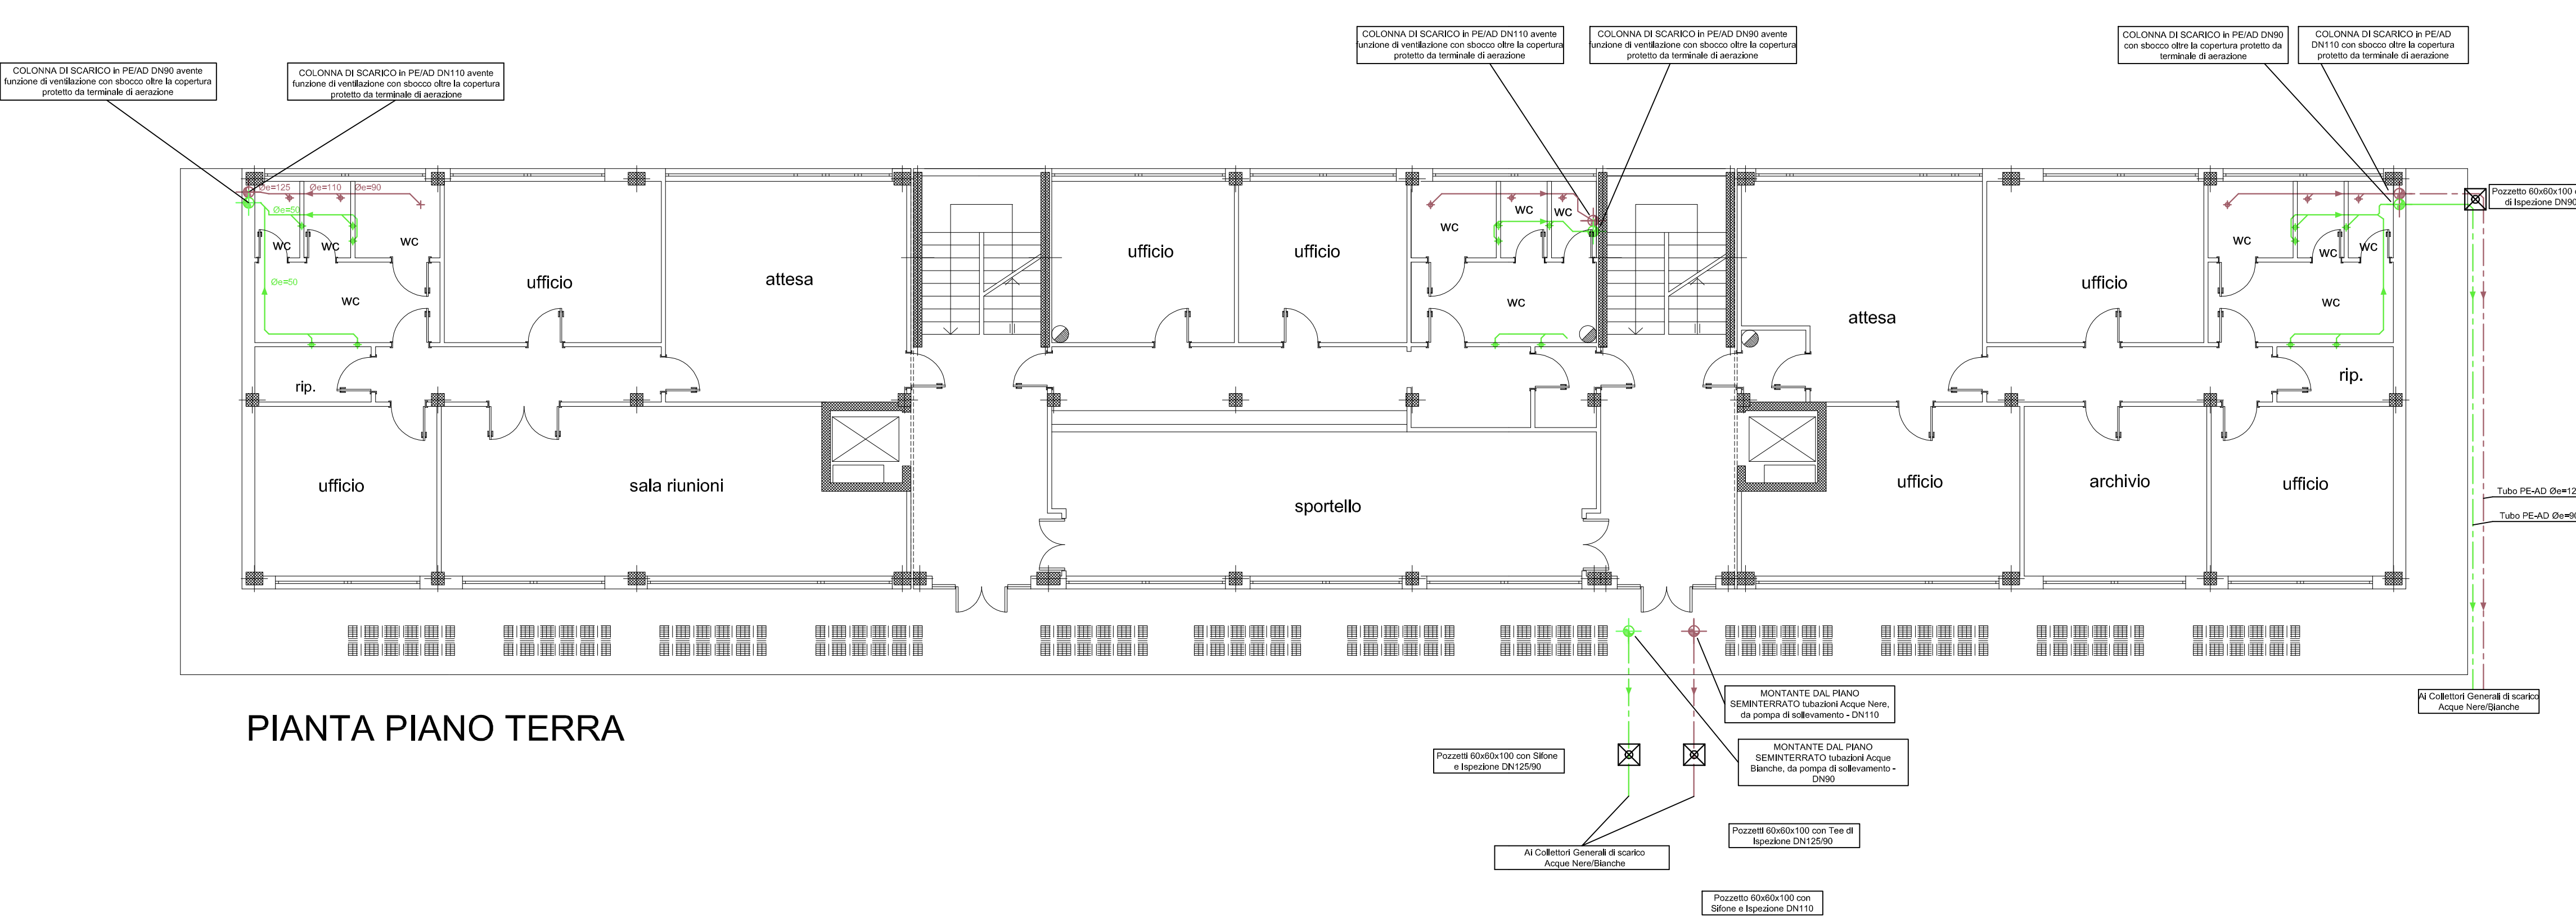 COLONNA DI SCARICO in PE/AD DN90 avente
funzione di ventilazione con sbocco oltre la copertura
protetto da terminale di aerazione
COLONNA DI SCARICO in PE/AD DN110 avente
funzione di ventilazione con sbocco oltre la copertura
protetto da terminale di aerazione
COLONNA DI SCARICO in PE/AD DN110 avente
funzione di ventilazione con sbocco oltre la copertura
protetto da terminale di aerazione
COLONNA DI SCARICO in PE/AD DN90 avente
funzione di ventilazione con sbocco oltre la copertura
protetto da terminale di aerazione
COLONNA DI SCARICO in PE/AD DN90
con sbocco oltre la copertura protetto da
terminale di aerazione
COLONNA DI SCARICO in PE/AD
DN110 con sbocco oltre la copertura
protetto da terminale di aerazione
Øe=125
Øe=110
Øe=90
Øe=50
wc
wc
wc
Øe=50
wc
ufficio
attesa
ufficio
ufficio
wc
wc
wc
wc
attesa
ufficio
wc
wc
wc
wc
Pozzetto 60x60x100
di Ispezione DN90
rip.
rip.
ufficio
sala riunioni
sportello
ufficio
archivio
ufficio
Tubo PE-AD Øe=12
Tubo PE-AD Øe=90
PIANTA PIANO TERRA
MONTANTE DAL PIANO
SEMINTERRATO tubazioni Acque Nere,
da pompa di sollevamento - DN110
Ai Collettori Generali di scarico
Acque Nere/Bianche
Pozzetti 60x60x100 con Sifone
e Ispezione DN125/90
MONTANTE DAL PIANO
SEMINTERRATO tubazioni Acque
Bianche, da pompa di sollevamento -
DN90
Pozzetti 60x60x100 con Tee di
Ispezione DN125/90
Ai Collettori Generali di scarico
Acque Nere/Bianche
Pozzetto 60x60x100 con
Sifone e Ispezione DN110